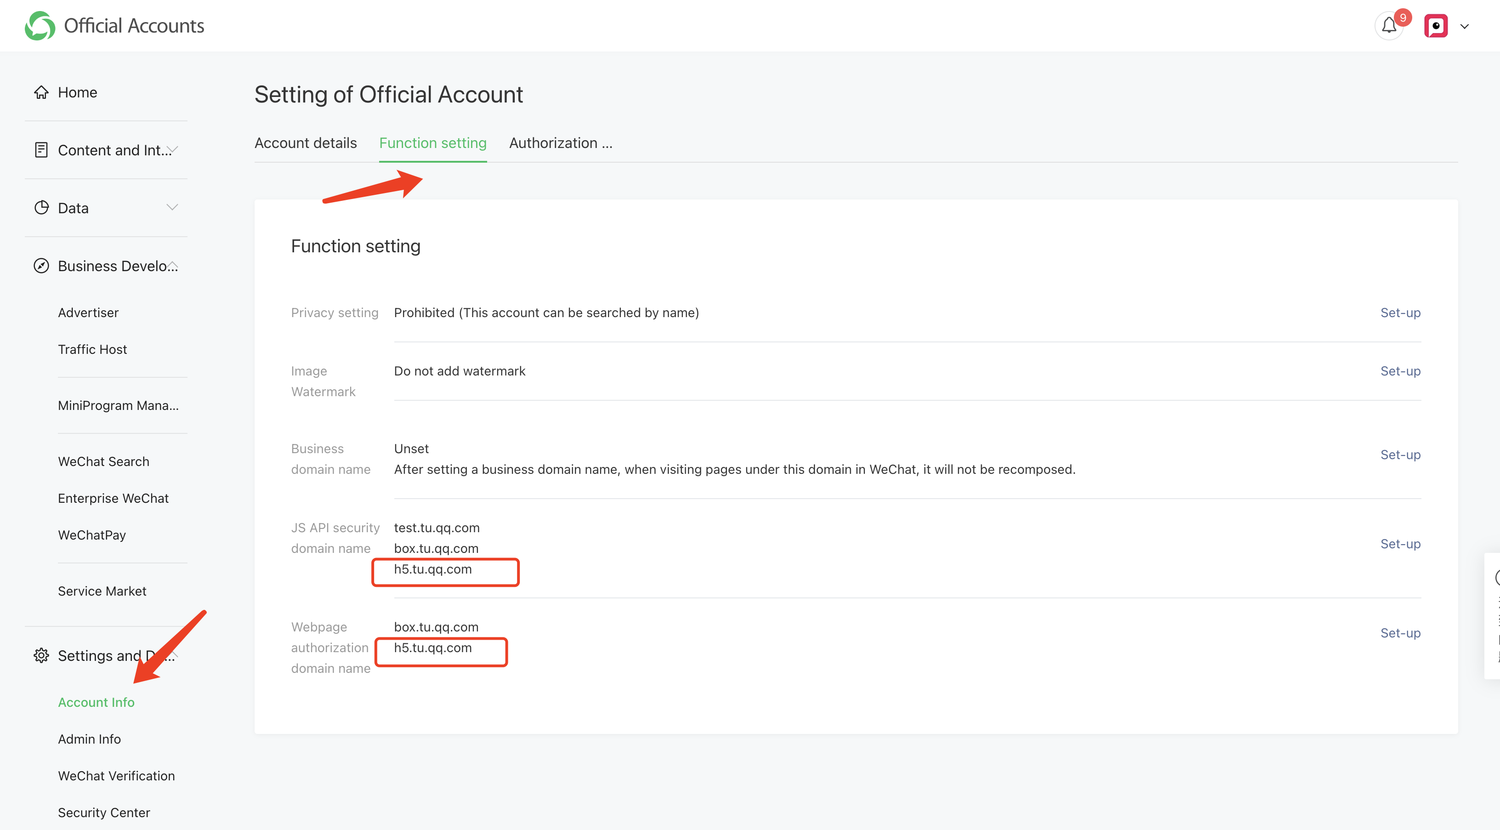 Official Accounts
9
Home
Content and Int...
Data
Business Develo...
Advertiser
Traffic Host
MiniProgram Mana...
WeChat Search
Enterprise WeChat
WeChatPay
Service Market
Settings and D...
Account Info
Admin Info
WeChat Verification
Security Center
Setting of Official Account
Account details Function setting Authorization ...
Function setting
Privacy setting Prohibited (This account can be searched by name) Set-up
Image Do not add watermark Set-up
Watermark
Business Unset
domain name After setting a business domain name, when visiting pages under this domain in WeChat, it will not be recomposed. Set-up
JS API security test.tu.qq.com
domain name box.tu.qq.com Set-up
h5.tu.qq.com
Webpage box.tu.qq.com Set-up
authorization h5.tu.qq.com
domain name